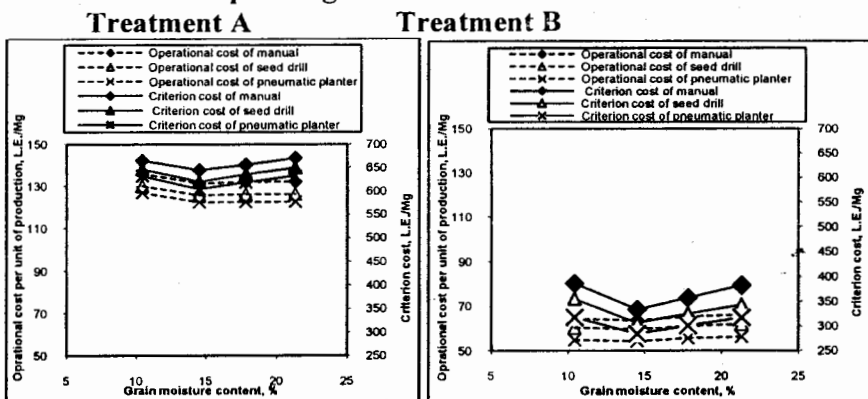 Treatment A
Treatment B
Operational cost of manual
Operational cost of seed drill
Operational cost of pneumatic planter
Criterion cost of manual
Criterion cost of seed drill
Criterion cost of pneumatic planter
Oprational cost per unit of production, L.E./Mg
150
130
110
90
70
50
700
650
600
550
500
450
400
350
300
250
Criterion cost, L.E./Mg
5
10
15
20
25
Grain moisture content, %
Operational cost of manual
Operational cost of seed drill
Operational cost of pneumatic planter
Criterion cost of manual
Criterion cost of seed drill
Criterion cost of pneumatic planter
Oprational cost per unit of production, L.E./Mg
150
130
110
90
70
50
700
650
600
550
500
450
400
350
300
250
Criterion cost, L.E./Mg
5
10
15
20
25
Grain moisture content, %